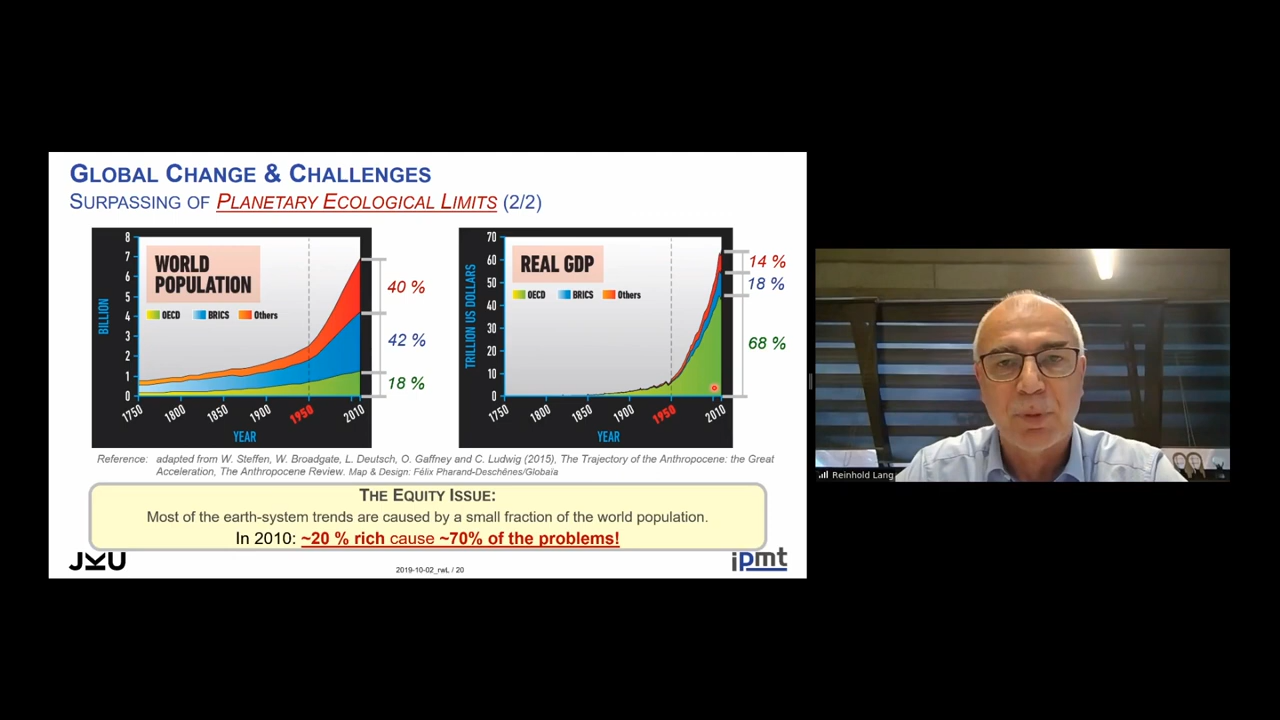 GLOBAL CHANGE & CHALLENGES
SURPASSING OF PLANETARY ECOLOGICAL LIMITS (2/2)
WORLD
POPULATION
OECD BRICS Others
BILLION
8
7
6
5
4
3
2
1
0
1750 1800 1850 1900 1950 2010
YEAR
40 %
42 %
18 %
REAL GDP
OECD BRICS Others
TRILLION US DOLLARS
70
60
50
40
30
20
10
0
1750 1800 1850 1900 1950 2010
YEAR
14 %
18 %
68 %
Reference: adapted from W. Steffen, W. Broadgate, L. Deutsch, O. Gaffney and C. Ludwig (2015), The Trajectory of the Anthropocene: the Great
Acceleration, The Anthropocene Review. Map & Design: Félix Pharand-Deschênes/Globaïa
THE EQUITY ISSUE:
Most of the earth-system trends are caused by a small fraction of the world population.
In 2010: ~20 % rich cause ~70% of the problems!
JKU
2019-10-02_rwL / 20
ipmt
Reinhold Lang